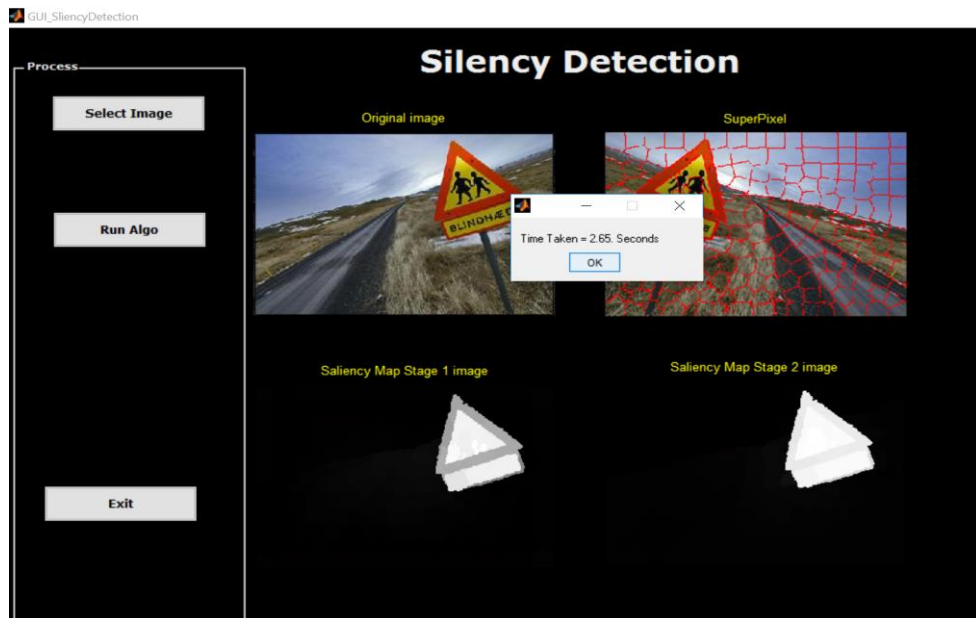 GUI_SliencyDetection
Silency Detection
Process
Select Image
Run Algo
Exit
Original image
SuperPixel
BLINDHÆÐ
Time Taken = 2.65. Seconds
OK
Saliency Map Stage 1 image
Saliency Map Stage 2 image